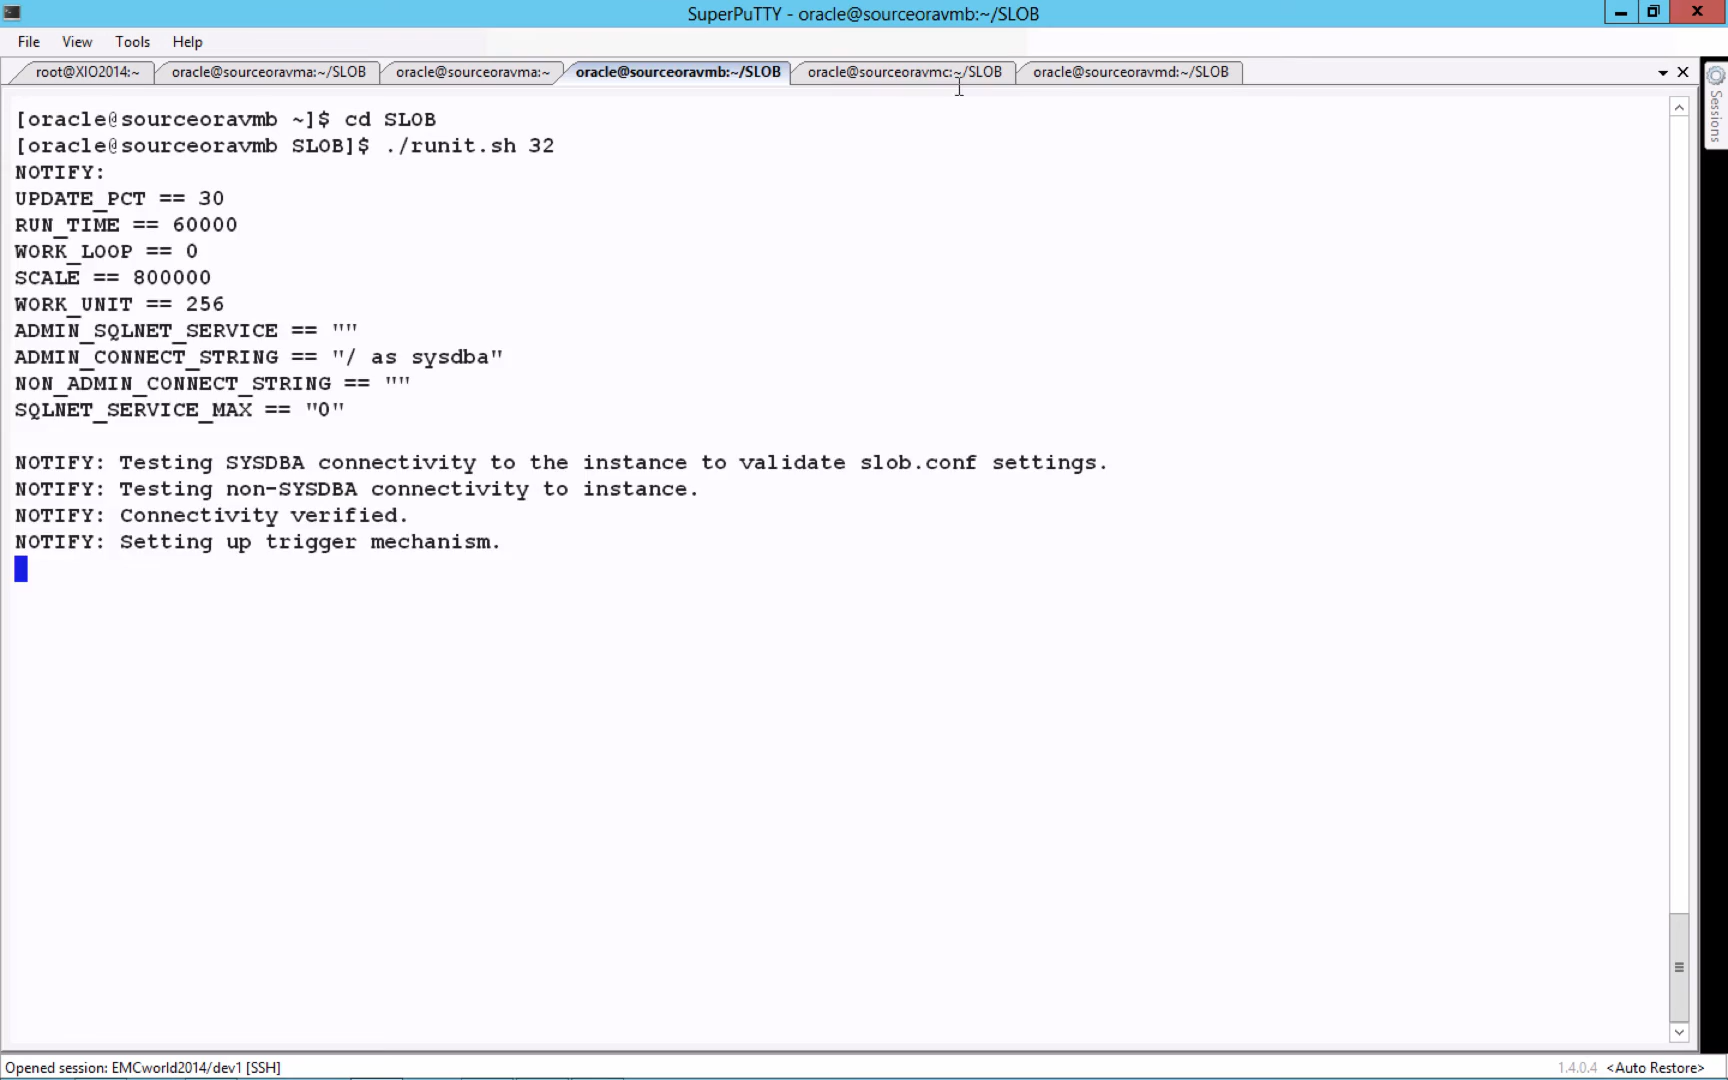 SuperPuTTY - oracle@sourceoravmb:~/SLOB
File View Tools Help
root@XIO2014:~ oracle@sourceoravma:~/SLOB oracle@sourceoravma:~ oracle@sourceoravmb:~/SLOB oracle@sourceoravmc:~/SLOB oracle@sourceoravmd:~/SLOB
Sessions
[oracle@sourceoravmb ~]$ cd SLOB
[oracle@sourceoravmb SLOB]$ ./runit.sh 32
NOTIFY:
UPDATE_PCT == 30
RUN_TIME == 60000
WORK_LOOP == 0
SCALE == 800000
WORK_UNIT == 256
ADMIN_SQLNET_SERVICE == ""
ADMIN_CONNECT_STRING == "/ as sysdba"
NON_ADMIN_CONNECT_STRING == ""
SQLNET_SERVICE_MAX == "0"
NOTIFY: Testing SYSDBA connectivity to the instance to validate slob.conf settings.
NOTIFY: Testing non-SYSDBA connectivity to instance.
NOTIFY: Connectivity verified.
NOTIFY: Setting up trigger mechanism.
Opened session: EMCworld2014/dev1 [SSH] 1.4.0.4 <Auto Restore>